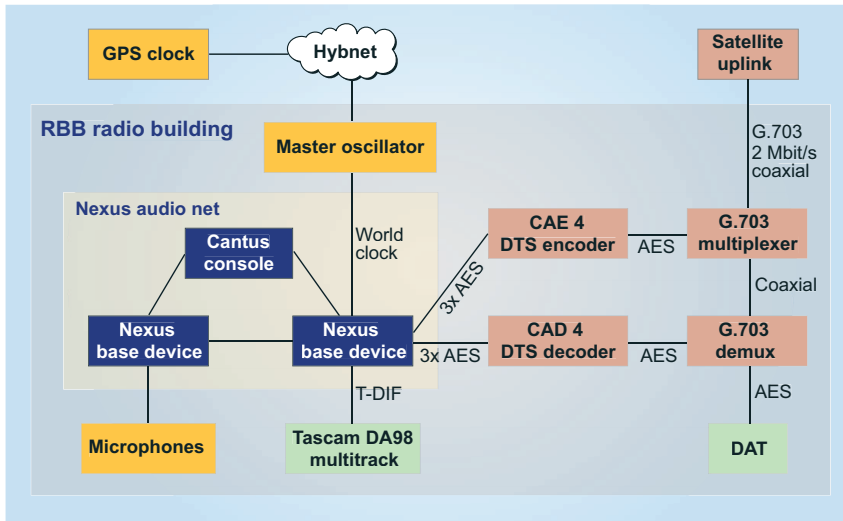 GPS clock
Hybnet
Satellite
uplink
RBB radio building
Master oscillator
G.703
2 Mbit/s
coaxial
Nexus audio net
Cantus
console
World
clock
CAE 4
DTS encoder
AES
G.703
multiplexer
3x AES
Coaxial
Nexus
base device
Nexus
base device
3x AES
CAD 4
DTS decoder
AES
G.703
demux
T-DIF
AES
Microphones
Tascam DA98
multitrack
DAT